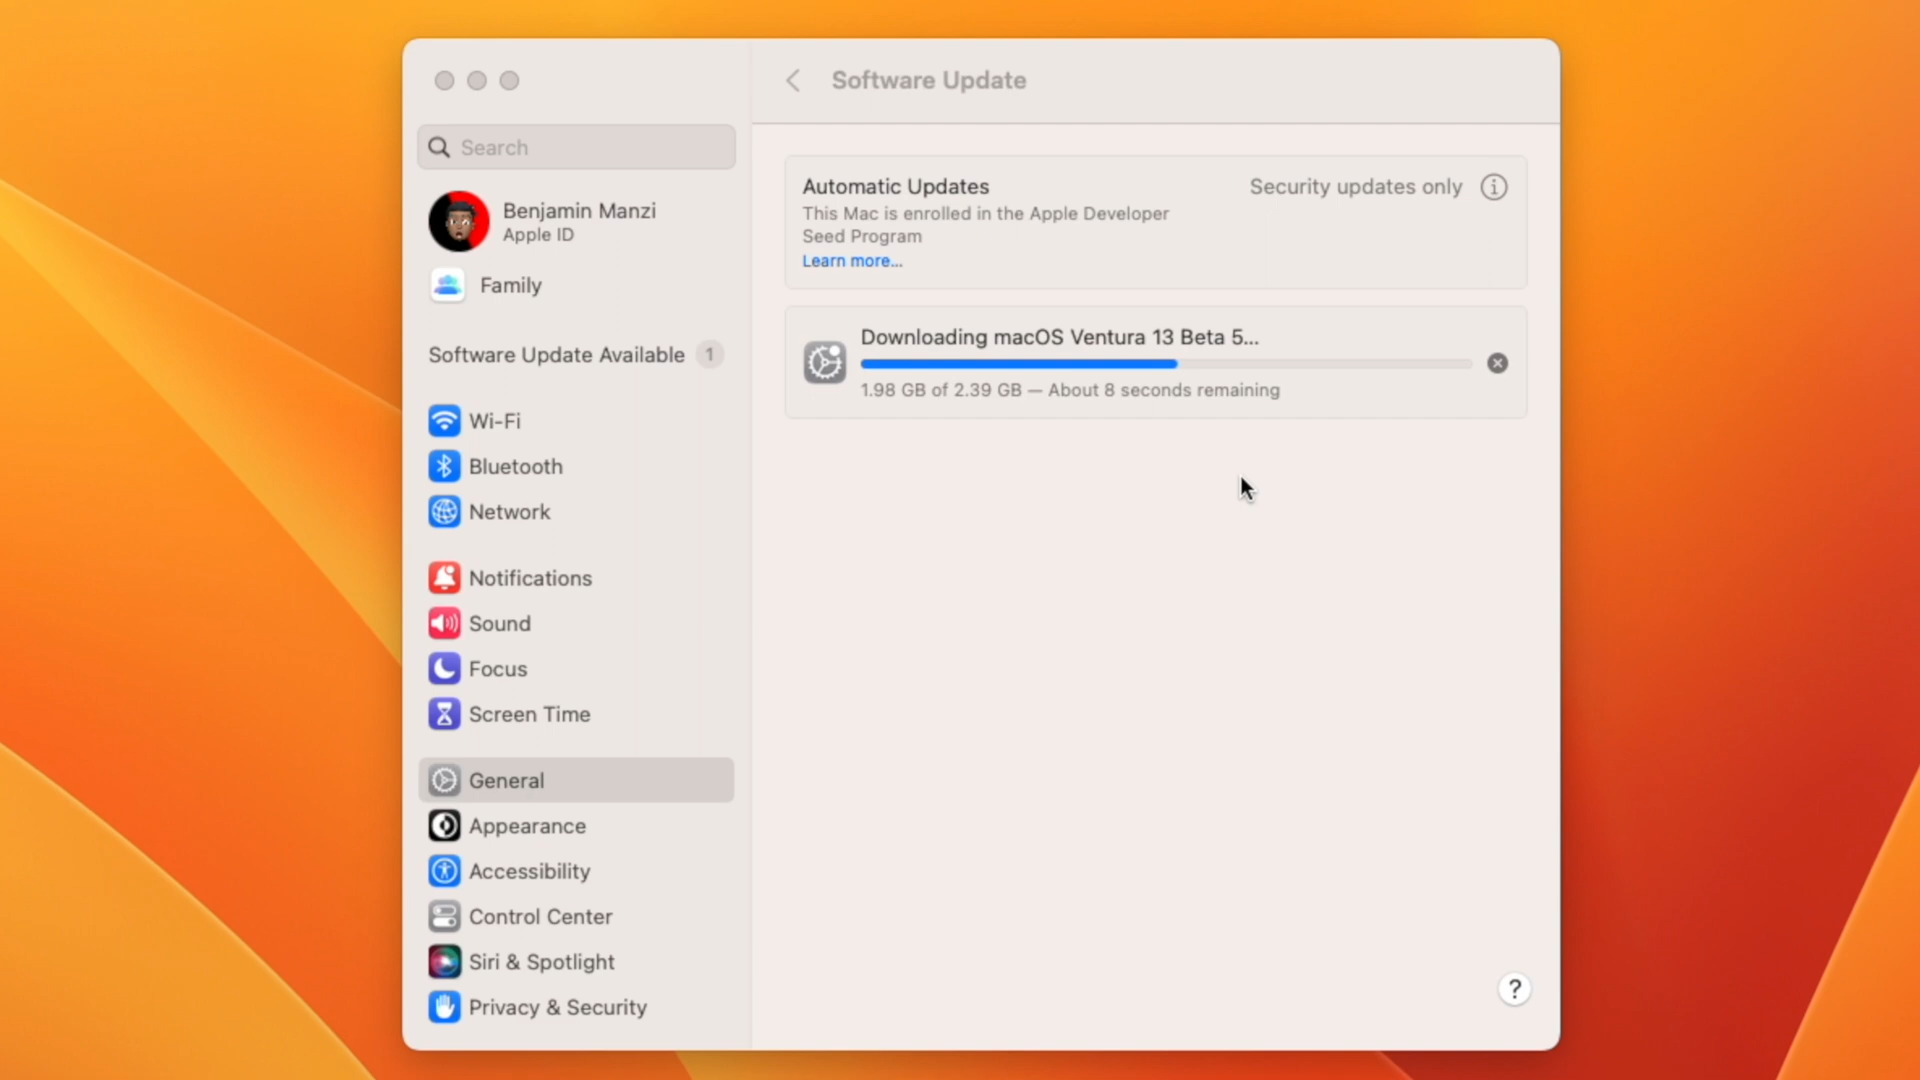 Software Update
Search
Benjamin Manzi
Apple ID
Family
Software Update Available 1
Wi-Fi
Bluetooth
Network
Notifications
Sound
Focus
Screen Time
General
Appearance
Accessibility
Control Center
Siri & Spotlight
Privacy & Security
Automatic Updates
Security updates only
This Mac is enrolled in the Apple Developer
Seed Program
Learn more...
Downloading macOS Ventura 13 Beta 5...
1.98 GB of 2.39 GB — About 8 seconds remaining
?